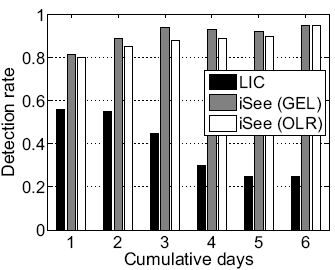 1
0.8
0.6
0.4
0.2
0
Detection rate
LIC
iSee (GEL)
iSee (OLR)
1 2 3 4 5 6
Cumulative days